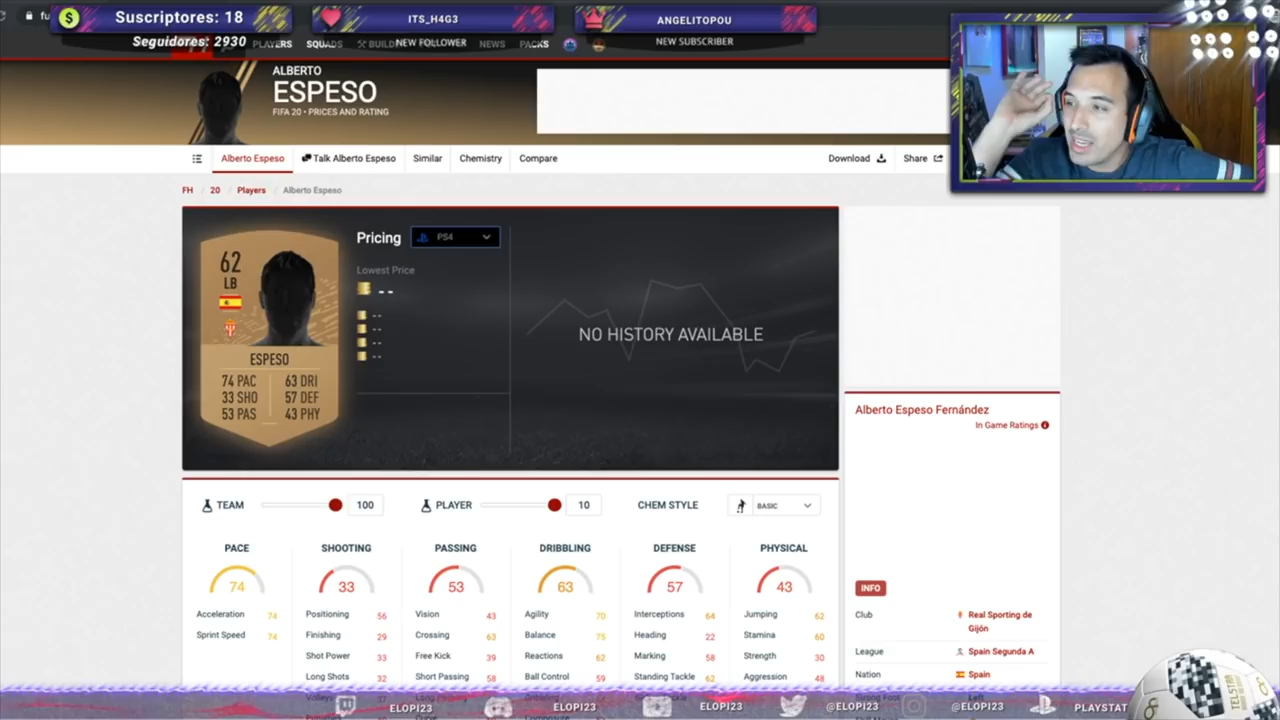 Suscriptores: 18
ITS_H4G3
ANGELITOPOU
Seguidores: 2930
NEW FOLLOWER
NEW SUBSCRIBER
PLAYERS SQUADS NEWS PACKS
ALBERTO
ESPESO
FIFA 20 • PRICES AND RATING
Alberto Espeso Talk Alberto Espeso Similar Chemistry Compare Download Share
FH / 20 / Players / Alberto Espeso
62
LB
ESPESO
74 PAC 63 DRI
33 SHO 57 DEF
53 PAS 43 PHY
Pricing PS4
Lowest Price
--
--
--
--
--
NO HISTORY AVAILABLE
Alberto Espeso Fernández
In Game Ratings
TEAM 100 PLAYER 10 CHEM STYLE BASIC
PACE SHOOTING PASSING DRIBBLING DEFENSE PHYSICAL
74 33 53 63 57 43
Acceleration 74 Positioning 56 Vision 43 Agility 70 Interceptions 64 Jumping 62
Sprint Speed 74 Finishing 29 Crossing 63 Balance 75 Heading 22 Stamina 60
Shot Power 33 Free Kick 39 Reactions 62 Marking 58 Strength 30
Long Shots 32 Short Passing 58 Ball Control 59 Standing Tackle 62 Aggression 48
INFO
Club Real Sporting de
Gijón
League Spain Segunda A
Nation Spain
Left
ELOPI23 ELOPI23 ELOPI23 @ELOPI23 @ELOPI23 PLAYSTAT
TELSTAR